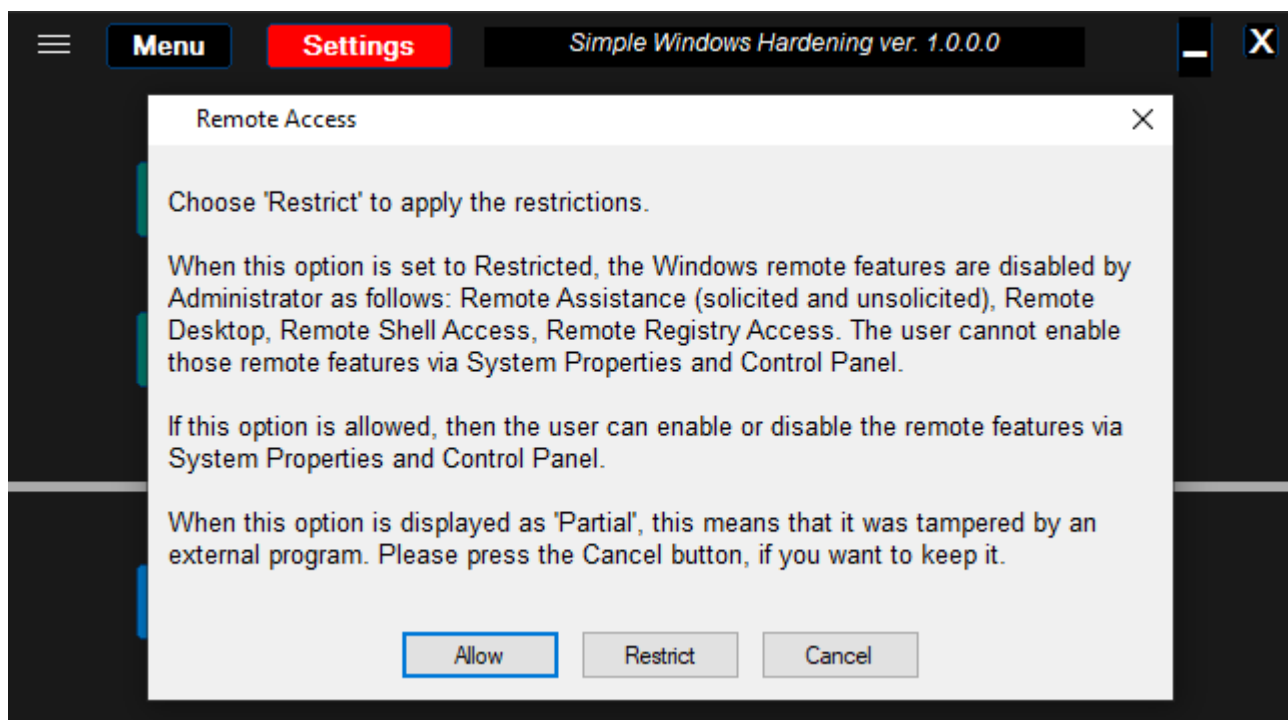 Menu Settings Simple Windows Hardening ver. 1.0.0.0 _ X
Remote Access
Choose 'Restrict' to apply the restrictions.
When this option is set to Restricted, the Windows remote features are disabled by
Administrator as follows: Remote Assistance (solicited and unsolicited), Remote
Desktop, Remote Shell Access, Remote Registry Access. The user cannot enable
those remote features via System Properties and Control Panel.
If this option is allowed, then the user can enable or disable the remote features via
System Properties and Control Panel.
When this option is displayed as 'Partial', this means that it was tampered by an
external program. Please press the Cancel button, if you want to keep it.
Allow Restrict Cancel